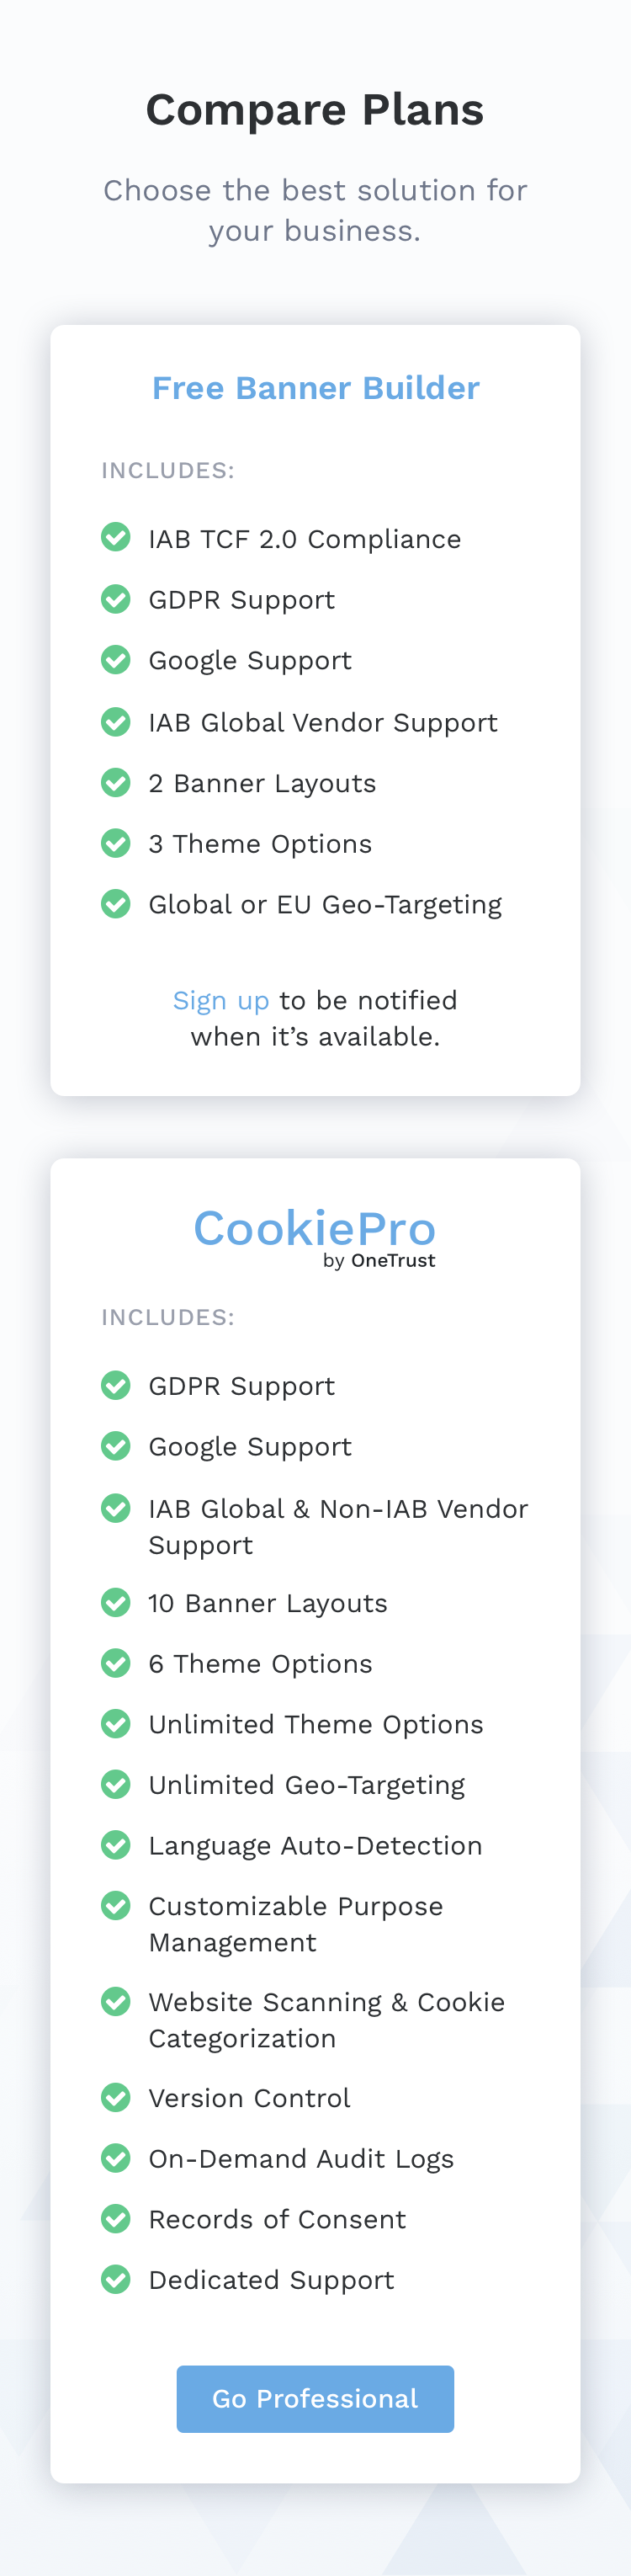 Compare Plans
Choose the best solution for
your business.
Free Banner Builder
INCLUDES:
IAB TCF 2.0 Compliance
GDPR Support
Google Support
IAB Global Vendor Support
2 Banner Layouts
3 Theme Options
Global or EU Geo-Targeting
Sign up to be notified
when it’s available.
CookiePro
by OneTrust
INCLUDES:
GDPR Support
Google Support
IAB Global & Non-IAB Vendor
Support
10 Banner Layouts
6 Theme Options
Unlimited Theme Options
Unlimited Geo-Targeting
Language Auto-Detection
Customizable Purpose
Management
Website Scanning & Cookie
Categorization
Version Control
On-Demand Audit Logs
Records of Consent
Dedicated Support
Go Professional